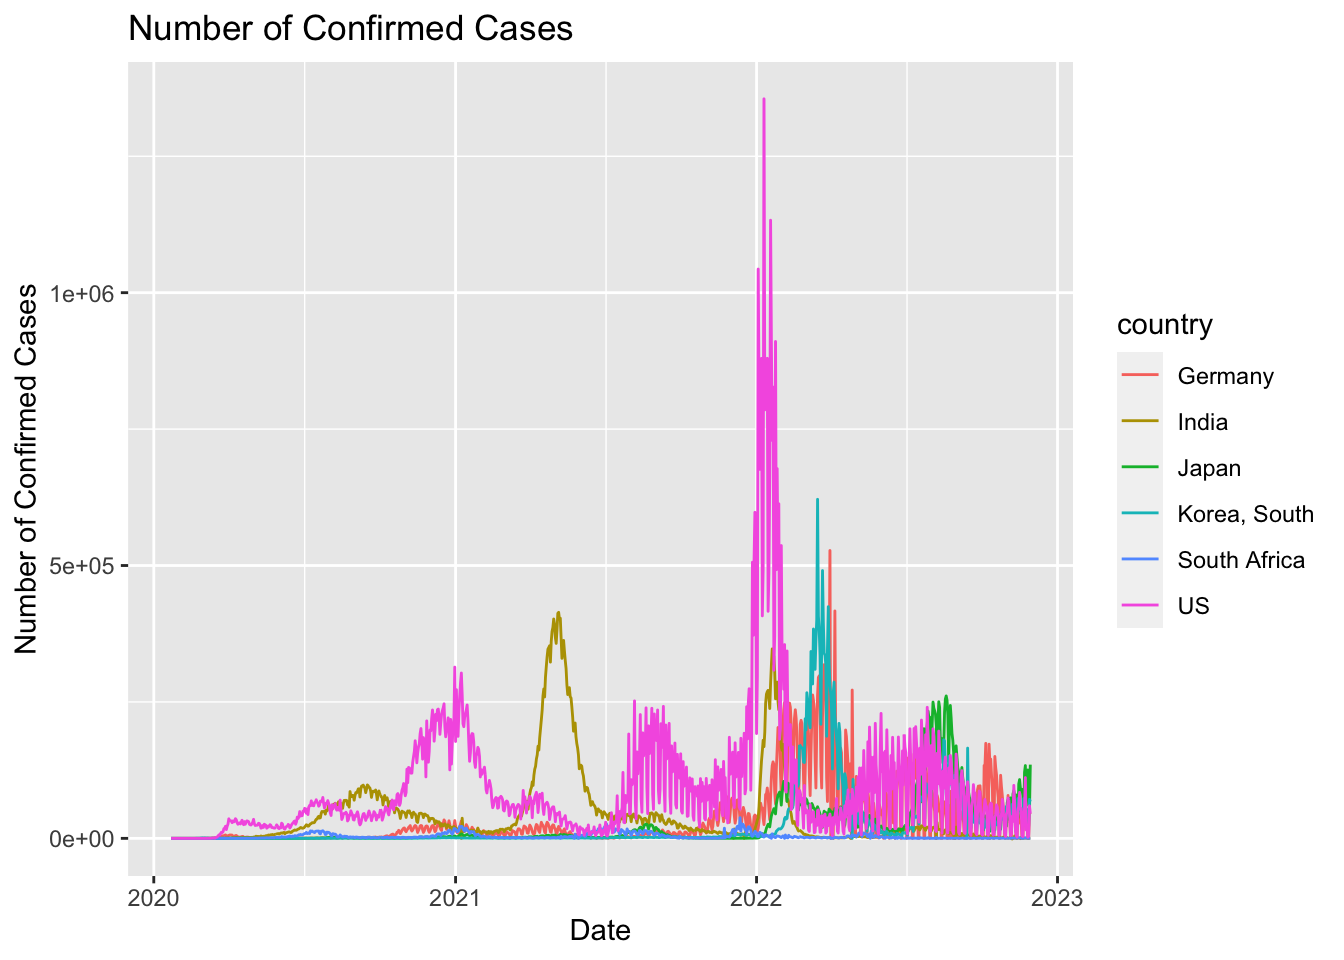 Number of Confirmed Cases
Number of Confirmed Cases
1e+06
5e+05
0e+00
2020
2021
2022
2023
Date
country
Germany
India
Japan
Korea, South
South Africa
US